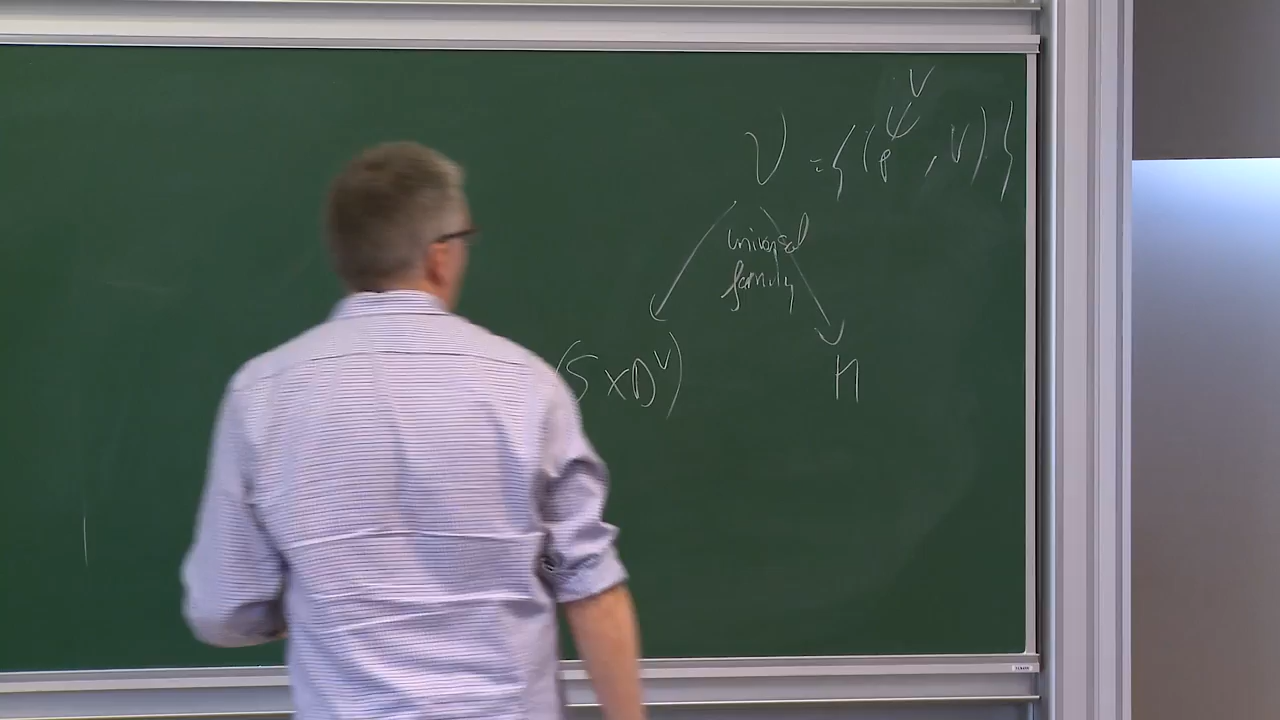 V
ψ
V = {(p, V)}
universal
family
(S × D^V)
M